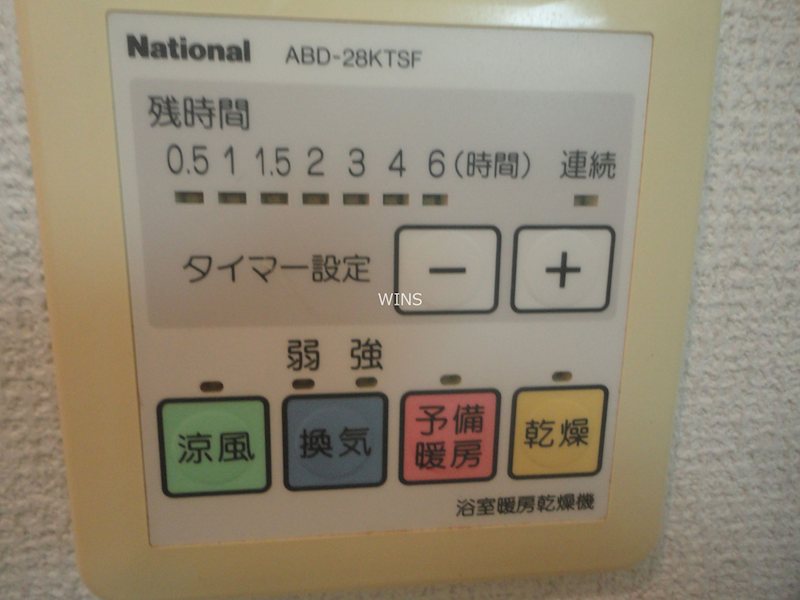 National ABD-28KTSF
残時間
0.5 1 1.5 2 3 4 6 (時間) 連続
タイマー設定 − +
WINS
弱 強
涼風 換気 予備暖房 乾燥
浴室暖房乾燥機